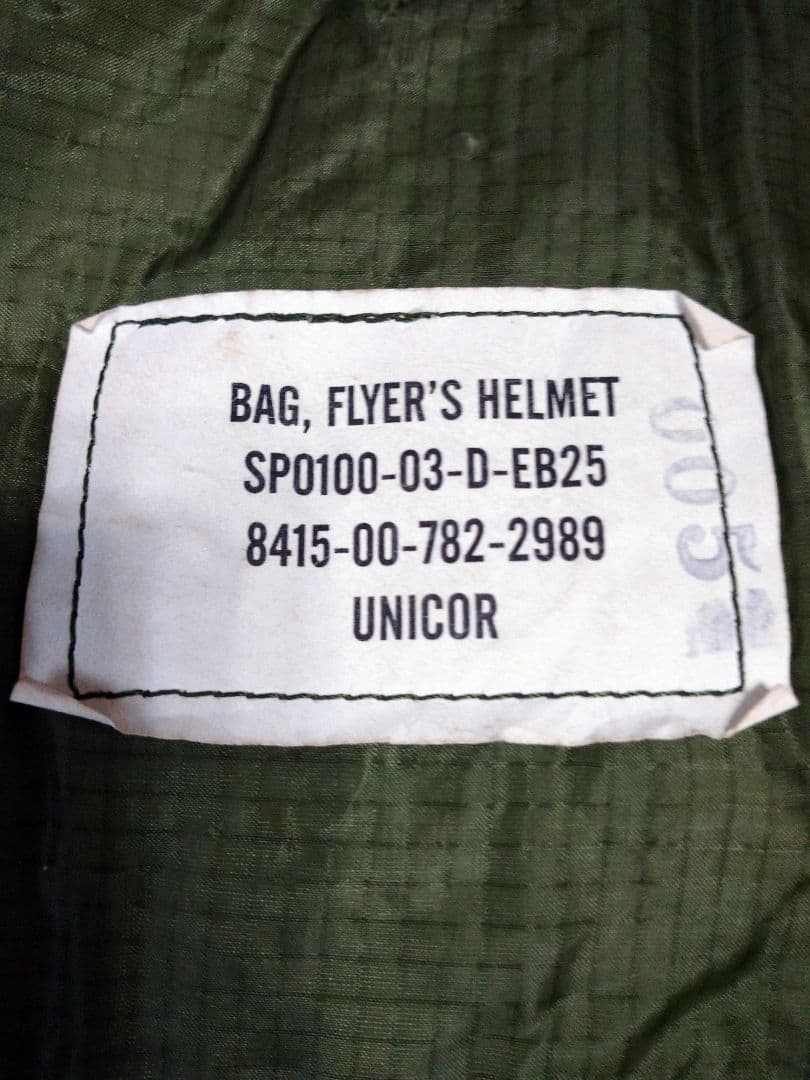 BAG, FLYER'S HELMET
SP0100-03-D-EB25
8415-00-782-2989
UNICOR